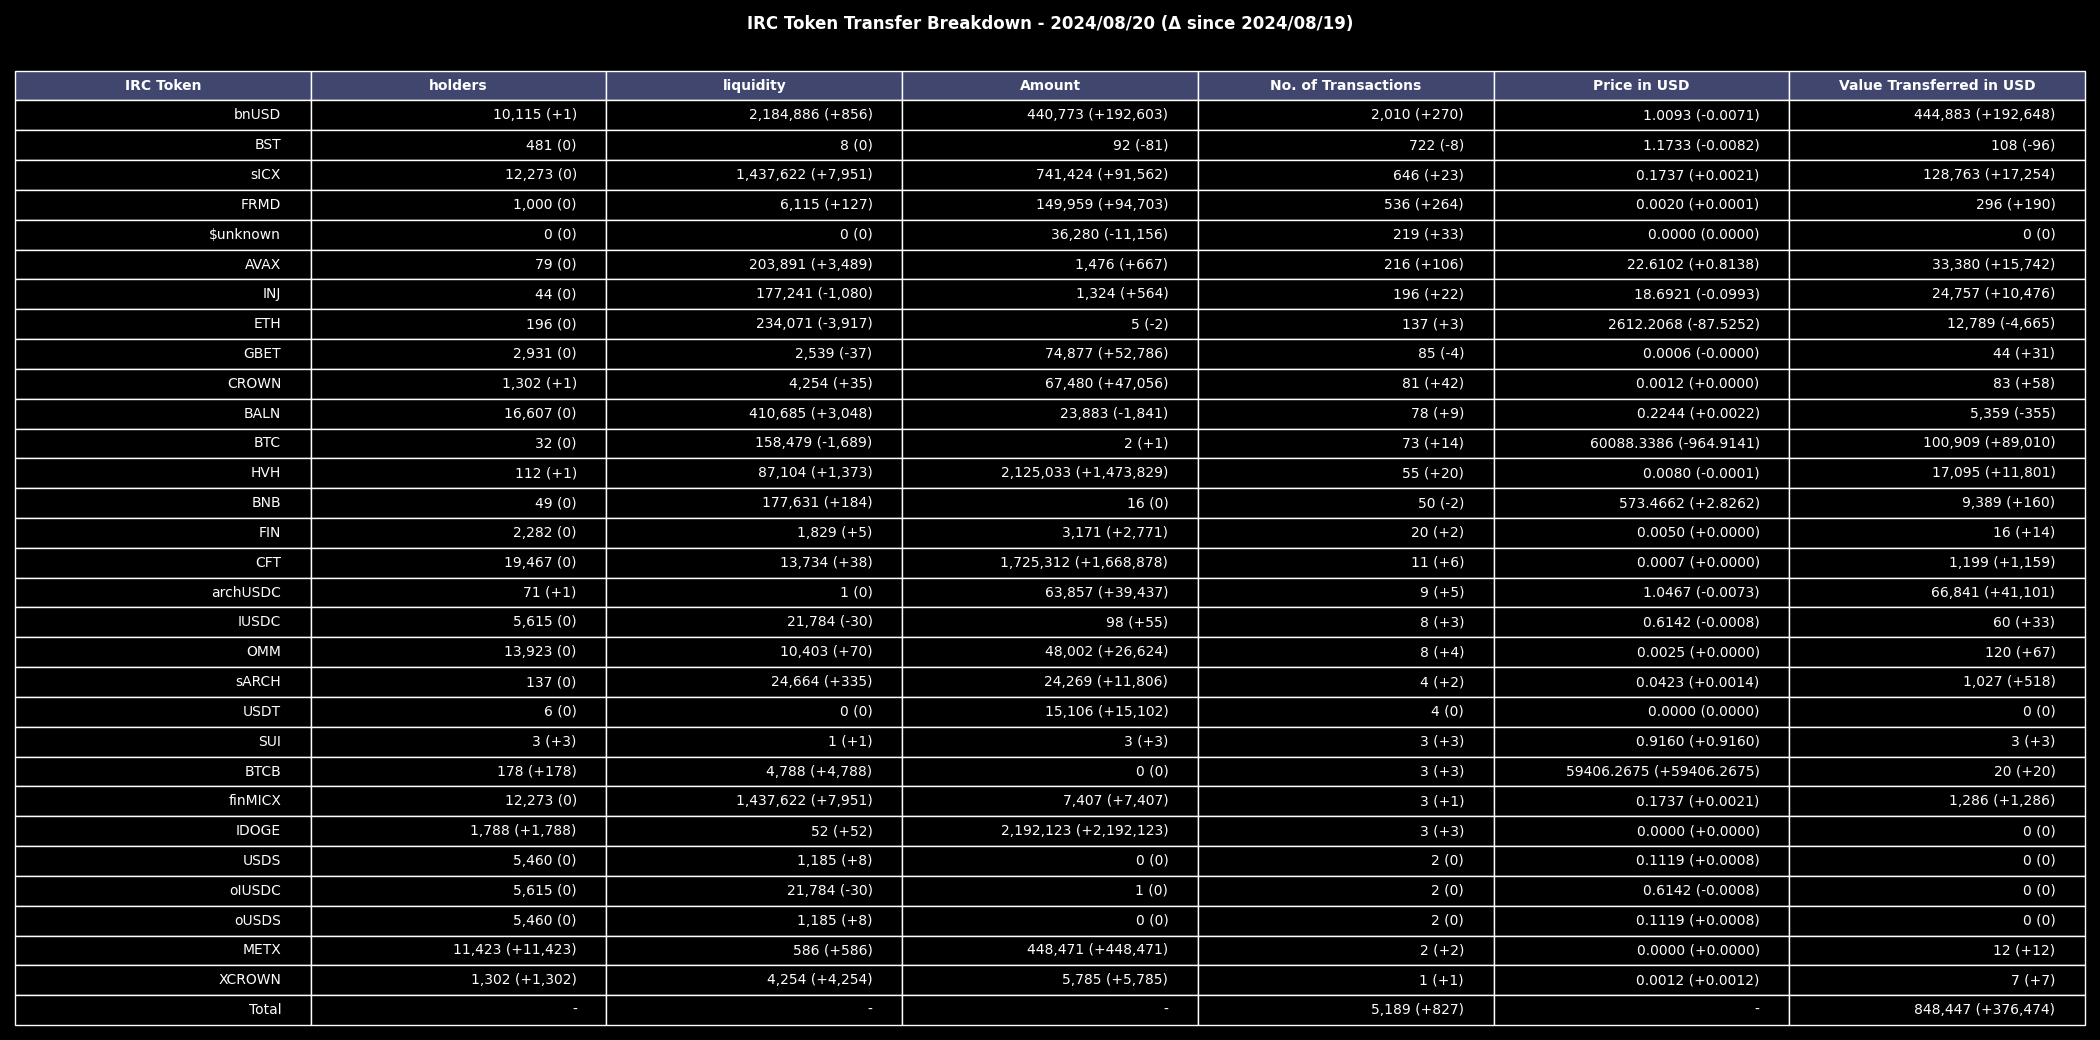 IRC Token Transfer Breakdown - 2024/08/20 (Δ since 2024/08/19)
IRC Token holders liquidity Amount No. of Transactions Price in USD Value Transferred in USD
bnUSD 10,115 (+1) 2,184,886 (+856) 440,773 (+192,603) 2,010 (+270) 1.0093 (-0.0071) 444,883 (+192,648)
BST 481 (0) 8 (0) 92 (-81) 722 (-8) 1.1733 (-0.0082) 108 (-96)
sICX 12,273 (0) 1,437,622 (+7,951) 741,424 (+91,562) 646 (+23) 0.1737 (+0.0021) 128,763 (+17,254)
FRMD 1,000 (0) 6,115 (+127) 149,959 (+94,703) 536 (+264) 0.0020 (+0.0001) 296 (+190)
$unknown 0 (0) 0 (0) 36,280 (-11,156) 219 (+33) 0.0000 (0.0000) 0 (0)
AVAX 79 (0) 203,891 (+3,489) 1,476 (+667) 216 (+106) 22.6102 (+0.8138) 33,380 (+15,742)
INJ 44 (0) 177,241 (-1,080) 1,324 (+564) 196 (+22) 18.6921 (-0.0993) 24,757 (+10,476)
ETH 196 (0) 234,071 (-3,917) 5 (-2) 137 (+3) 2612.2068 (-87.5252) 12,789 (-4,665)
GBET 2,931 (0) 2,539 (-37) 74,877 (+52,786) 85 (-4) 0.0006 (-0.0000) 44 (+31)
CROWN 1,302 (+1) 4,254 (+35) 67,480 (+47,056) 81 (+42) 0.0012 (+0.0000) 83 (+58)
BALN 16,607 (0) 410,685 (+3,048) 23,883 (-1,841) 78 (+9) 0.2244 (+0.0022) 5,359 (-355)
BTC 32 (0) 158,479 (-1,689) 2 (+1) 73 (+14) 60088.3386 (-964.9141) 100,909 (+89,010)
HVH 112 (+1) 87,104 (+1,373) 2,125,033 (+1,473,829) 55 (+20) 0.0080 (-0.0001) 17,095 (+11,801)
BNB 49 (0) 177,631 (+184) 16 (0) 50 (-2) 573.4662 (+2.8262) 9,389 (+160)
FIN 2,282 (0) 1,829 (+5) 3,171 (+2,771) 20 (+2) 0.0050 (+0.0000) 16 (+14)
CFT 19,467 (0) 13,734 (+38) 1,725,312 (+1,668,878) 11 (+6) 0.0007 (+0.0000) 1,199 (+1,159)
archUSDC 71 (+1) 1 (0) 63,857 (+39,437) 9 (+5) 1.0467 (-0.0073) 66,841 (+41,101)
IUSDC 5,615 (0) 21,784 (-30) 98 (+55) 8 (+3) 0.6142 (-0.0008) 60 (+33)
OMM 13,923 (0) 10,403 (+70) 48,002 (+26,624) 8 (+4) 0.0025 (+0.0000) 120 (+67)
sARCH 137 (0) 24,664 (+335) 24,269 (+11,806) 4 (+2) 0.0423 (+0.0014) 1,027 (+518)
USDT 6 (0) 0 (0) 15,106 (+15,102) 4 (0) 0.0000 (0.0000) 0 (0)
SUI 3 (+3) 1 (+1) 3 (+3) 3 (+3) 0.9160 (+0.9160) 3 (+3)
BTCB 178 (+178) 4,788 (+4,788) 0 (0) 3 (+3) 59406.2675 (+59406.2675) 20 (+20)
finMICX 12,273 (0) 1,437,622 (+7,951) 7,407 (+7,407) 3 (+1) 0.1737 (+0.0021) 1,286 (+1,286)
IDOGE 1,788 (+1,788) 52 (+52) 2,192,123 (+2,192,123) 3 (+3) 0.0000 (+0.0000) 0 (0)
USDS 5,460 (0) 1,185 (+8) 0 (0) 2 (0) 0.1119 (+0.0008) 0 (0)
oIUSDC 5,615 (0) 21,784 (-30) 1 (0) 2 (0) 0.6142 (-0.0008) 0 (0)
oUSDS 5,460 (0) 1,185 (+8) 0 (0) 2 (0) 0.1119 (+0.0008) 0 (0)
METX 11,423 (+11,423) 586 (+586) 448,471 (+448,471) 2 (+2) 0.0000 (+0.0000) 12 (+12)
XCROWN 1,302 (+1,302) 4,254 (+4,254) 5,785 (+5,785) 1 (+1) 0.0012 (+0.0012) 7 (+7)
Total - - - 5,189 (+827) - 848,447 (+376,474)